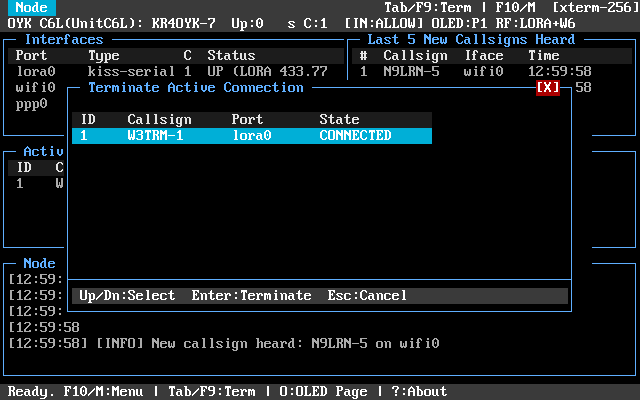 Node Tab/F9:Term | F10/M [xterm-256]
OYK C6L(UnitC6L): KR4OYK-7 Up:0 s C:1 [IN:ALLOW] OLED:P1 RF:LORA+W6
Interfaces Last 5 New Callsigns Heard
Port Type C Status # Callsign Iface Time
lora0 kiss-serial 1 UP (LORA 433.77 1 N9LRN-5 wifi0 12:59:58
wifi0 58
Terminate Active Connection [X]
ppp0
ID Callsign Port State
1 W3TRM-1 lora0 CONNECTED
Activ
ID C
1 W
Node
[12:59:
[12:59:
[12:59:
Up/Dn:Select Enter:Terminate Esc:Cancel
[12:59:58
[12:59:58] [INFO] New callsign heard: N9LRN-5 on wifi0
Ready. F10/M:Menu | Tab/F9:Term | O:OLED Page | ?:About